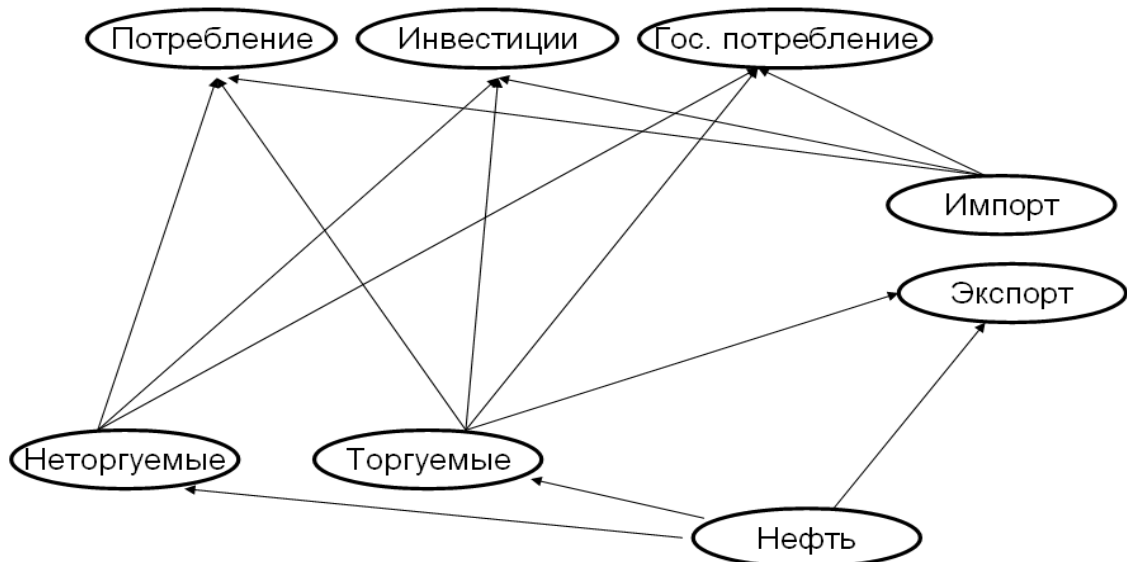 Потребление
Инвестиции
Гос. потребление
Импорт
Экспорт
Неторгуемые
Торгуемые
Нефть